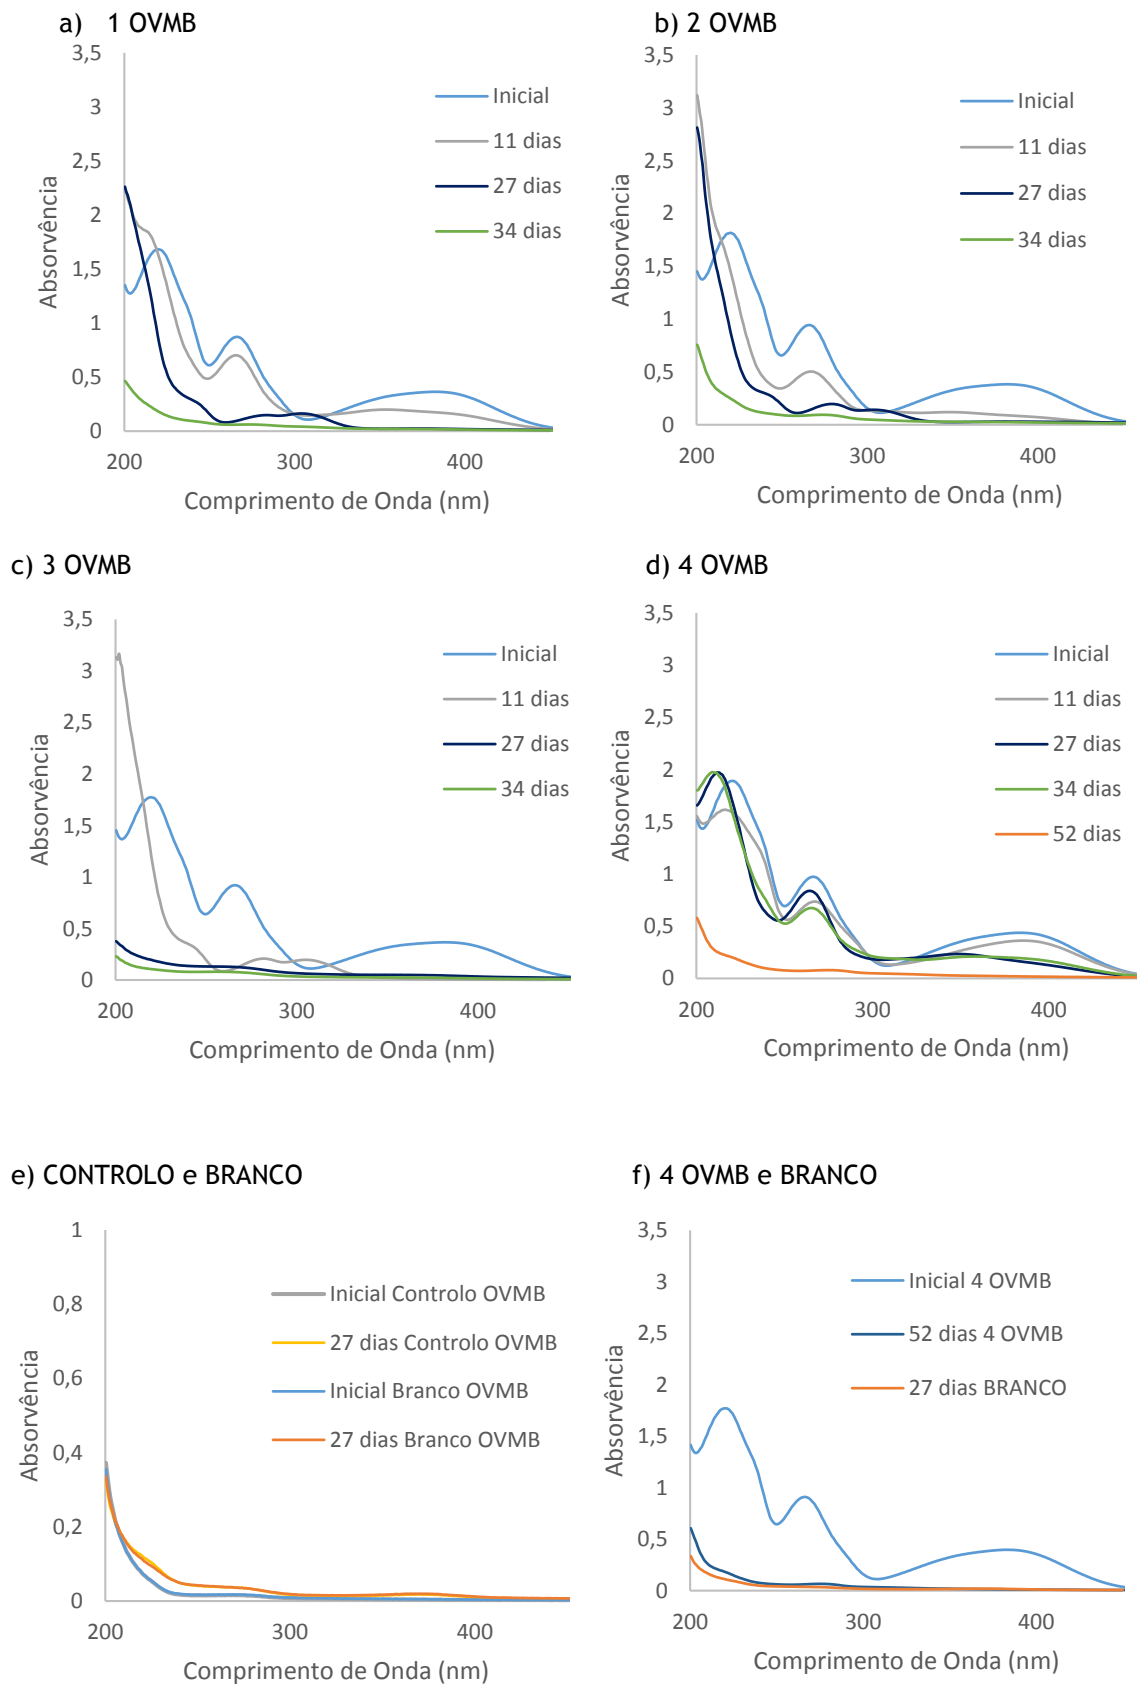 a) 1 OVMB
3,5
3
2,5
2
1,5
1
0,5
0
200
300
400
Absorvência
Comprimento de Onda (nm)
Inicial
11 dias
27 dias
34 dias
b) 2 OVMB
3,5
3
2,5
2
1,5
1
0,5
0
200
300
400
Absorvência
Comprimento de Onda (nm)
Inicial
11 dias
27 dias
34 dias
c) 3 OVMB
3,5
3
2,5
2
1,5
1
0,5
0
200
300
400
Absorvência
Comprimento de Onda (nm)
Inicial
11 dias
27 dias
34 dias
d) 4 OVMB
3,5
3
2,5
2
1,5
1
0,5
0
200
300
400
Absorvência
Comprimento de Onda (nm)
Inicial
11 dias
27 dias
34 dias
52 dias
e) CONTROLO e BRANCO
1
0,8
0,6
0,4
0,2
0
200
300
400
Absorvência
Comprimento de Onda (nm)
Inicial Controlo OVMB
27 dias Controlo OVMB
Inicial Branco OVMB
27 dias Branco OVMB
f) 4 OVMB e BRANCO
3,5
3
2,5
2
1,5
1
0,5
0
200
300
400
Absorvência
Comprimento de Onda (nm)
Inicial 4 OVMB
52 dias 4 OVMB
27 dias BRANCO